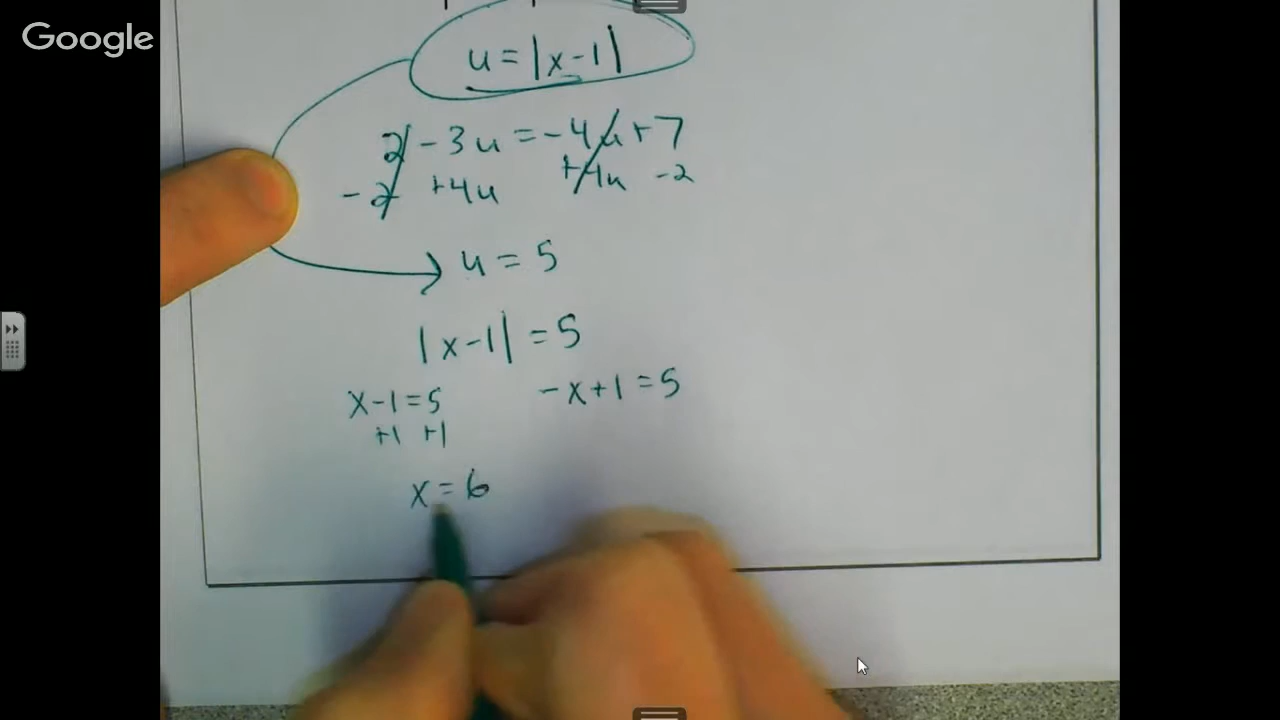 Google
u = |x-1|
2 - 3u = -4u + 7
-2 +4u +4u -2
u = 5
|x-1| = 5
x-1=5 -x+1=5
+1 +1
x = 6